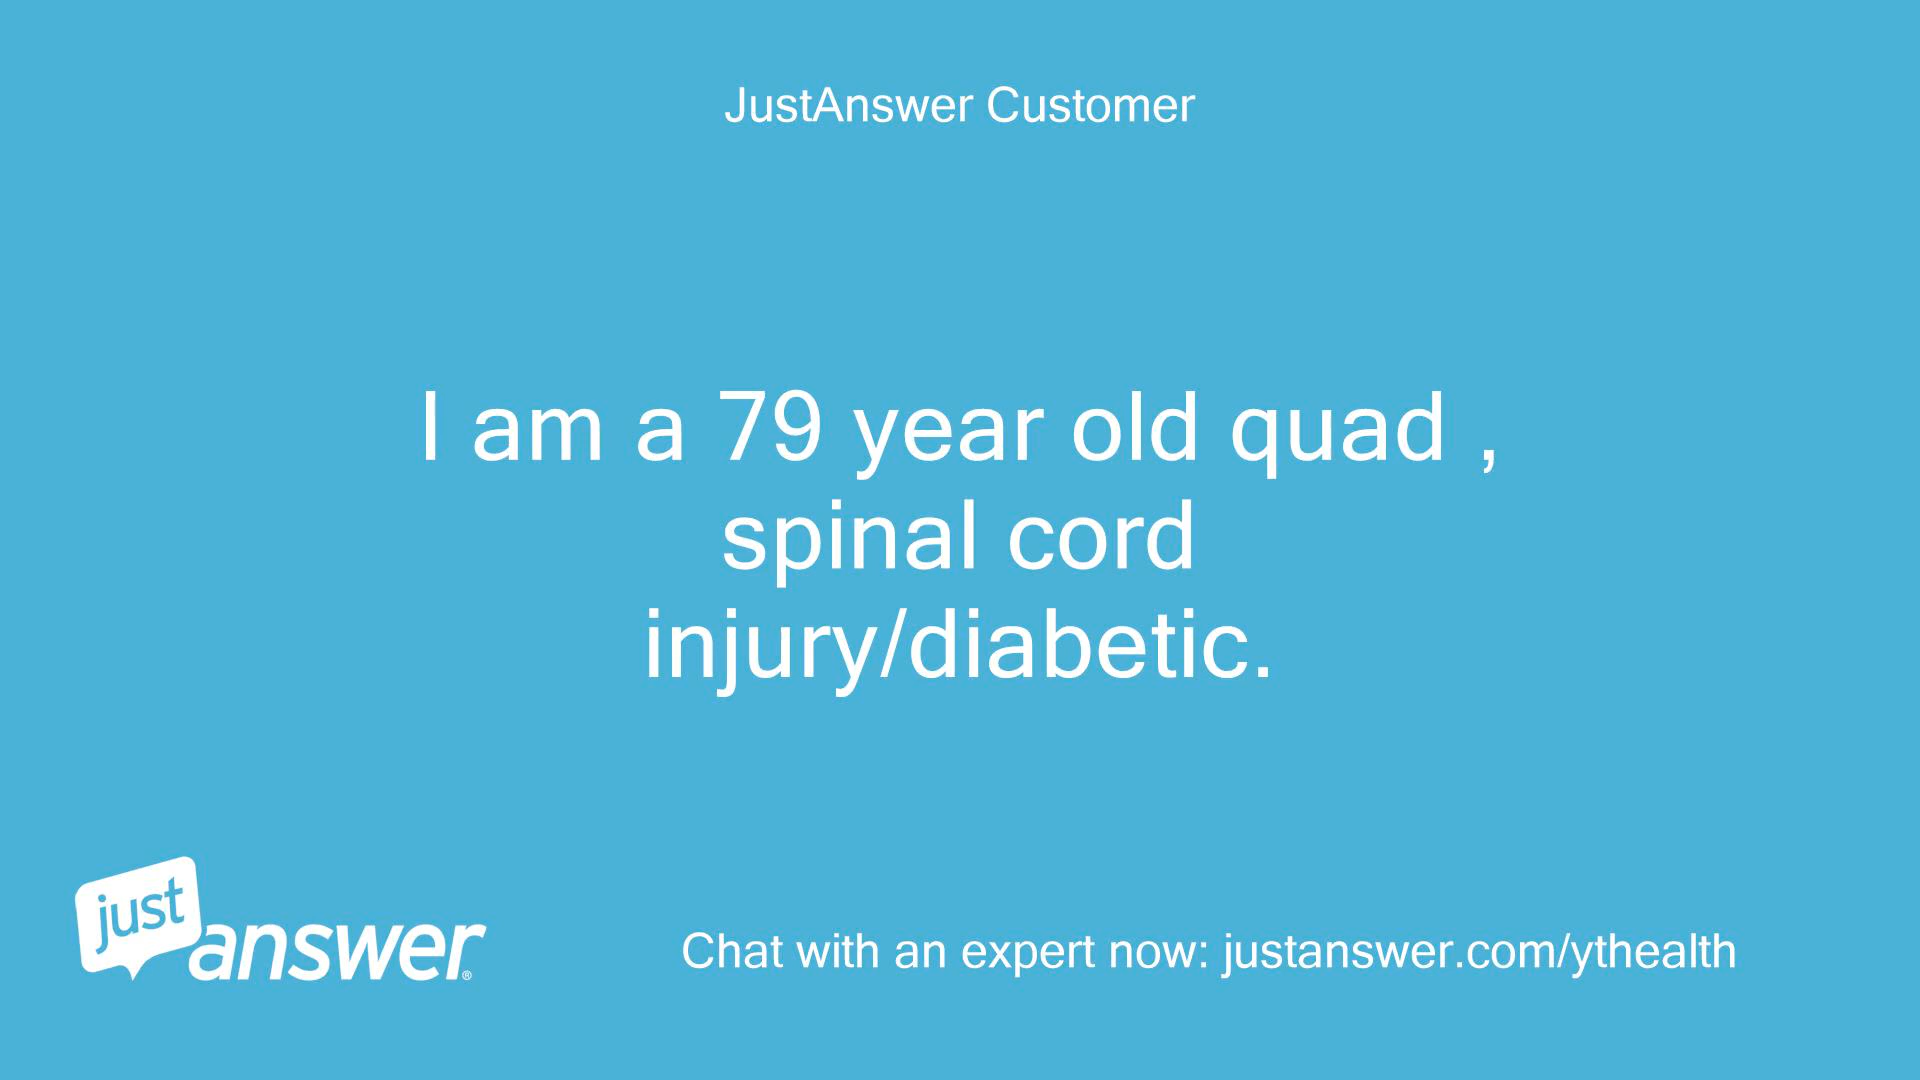 JustAnswer Customer
I am a 79 year old quad ,
spinal cord
injury/diabetic.
just
answer®
Chat with an expert now: justanswer.com/ythealth